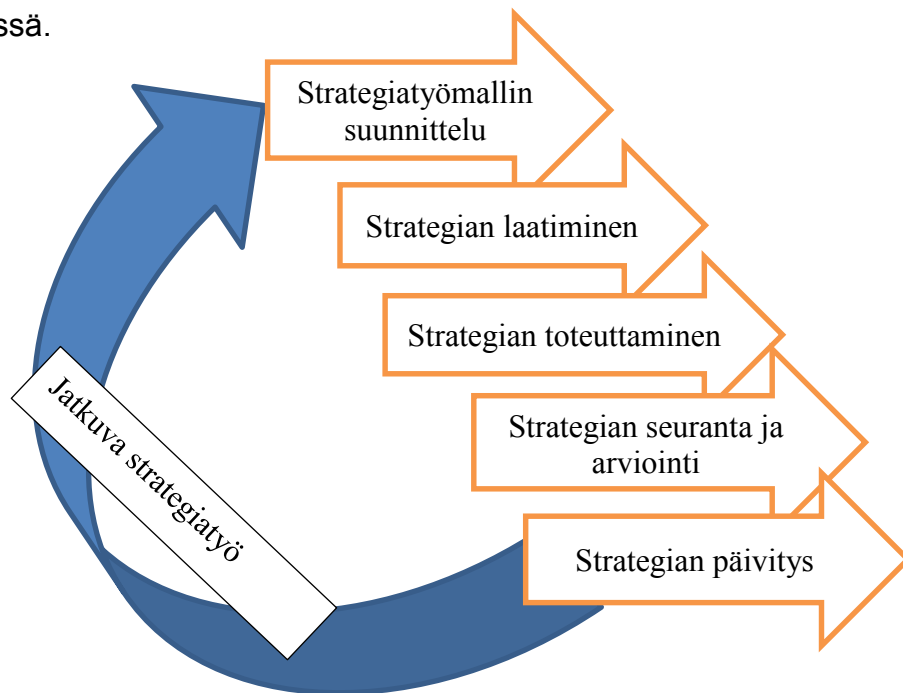 ssä.
Strategiatyömallin
suunnittelu
Strategian laatiminen
Strategian toteuttaminen
Strategian seuranta ja
arviointi
Strategian päivitys
Jatkuva strategiatyö